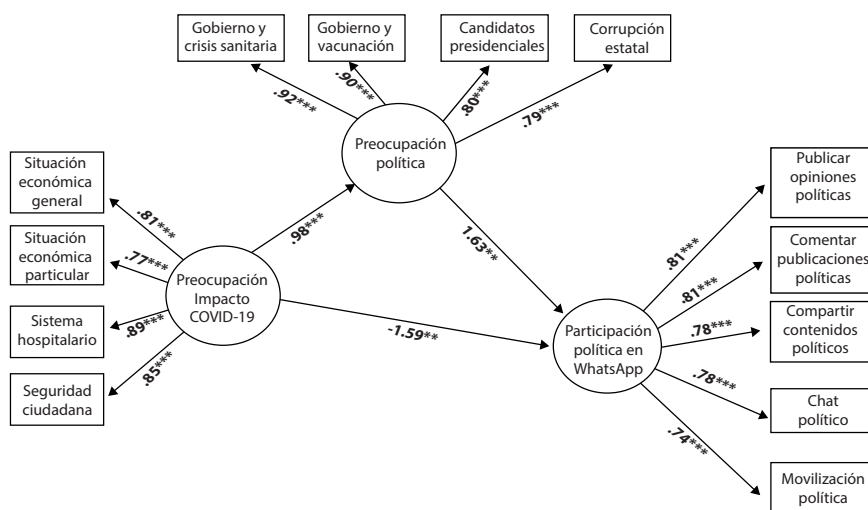 Gobierno y
crisis sanitaria
Gobierno y
vacunación
Candidatos
presidenciales
Corrupción
estatal
.92***
.90***
.80***
.79***
Preocupación
política
Situación
económica
general
Situación
económica
particular
Sistema
hospitalario
Seguridad
ciudadana
.81***
.77***
.89***
.85***
Preocupación
Impacto
COVID-19
.98***
1.63**
-1.59**
Participación
política en
WhatsApp
.81***
.81***
.78***
.78***
.74***
Publicar
opiniones
políticas
Comentar
publicaciones
políticas
Compartir
contenidos
políticos
Chat
político
Movilización
política